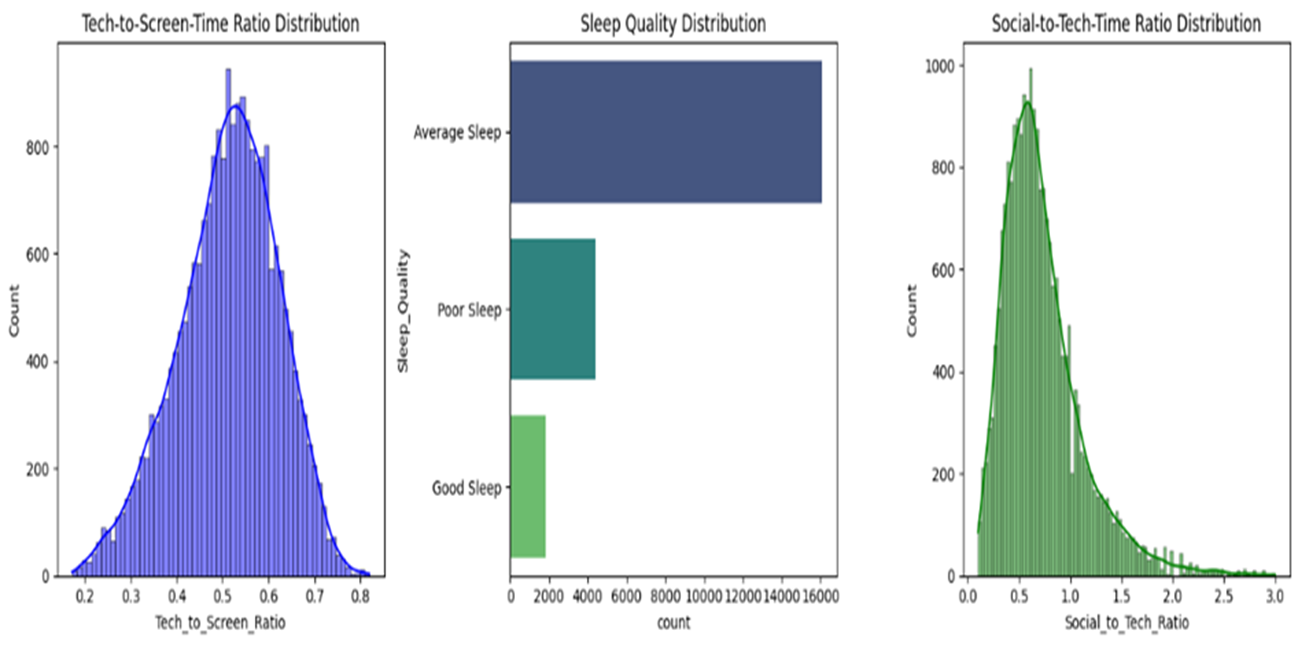 Tech-to-Screen-Time Ratio Distribution
Count
800
600
400
200
0
0.2 0.3 0.4 0.5 0.6 0.7 0.8
Tech_to_Screen_Ratio
Sleep Quality Distribution
Sleep_Quality
Average Sleep
Poor Sleep
Good Sleep
0 2000 4000 6000 8000 10000 12000 14000 16000
count
Social-to-Tech-Time Ratio Distribution
Count
1000
800
600
400
200
0
0.0 0.5 1.0 1.5 2.0 2.5 3.0
Social_to_Tech_Ratio